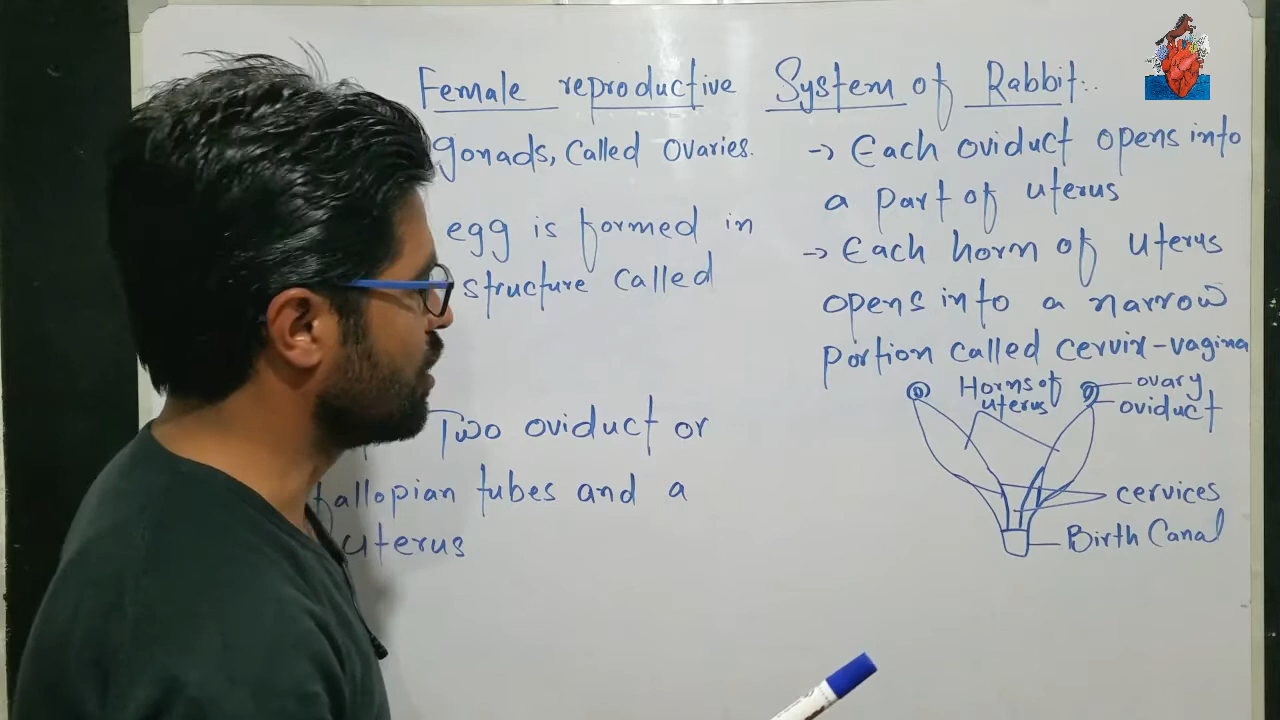 Female reproductive System of Rabbit:.
gonads, Called Ovaries.
egg is formed in
structure called
Two oviduct or
fallopian tubes and a
uterus
→ Each oviduct opens into
a part of uterus
→ Each horn of uterus
opens into a narrow
portion called cervix-vagina
Horns of
uterus
ovary
oviduct
cervices
Birth Canal